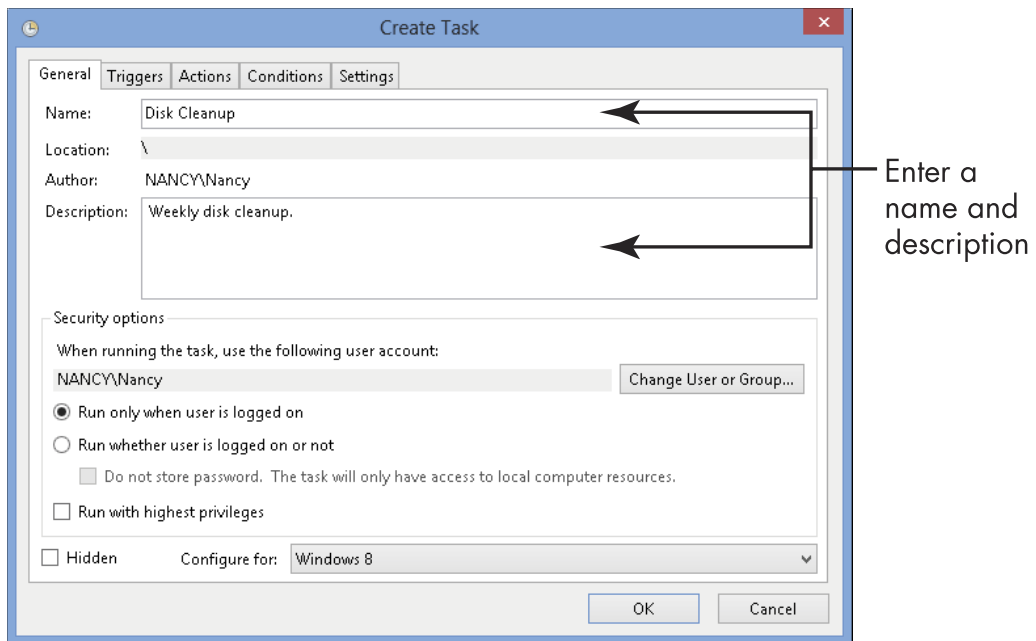 Create Task
General Triggers Actions Conditions Settings
Name: Disk Cleanup
Location: \
Author: NANCY\Nancy
Description: Weekly disk cleanup.
Enter a
name and
description
Security options
When running the task, use the following user account:
NANCY\Nancy Change User or Group...
Run only when user is logged on
Run whether user is logged on or not
Do not store password. The task will only have access to local computer resources.
Run with highest privileges
Hidden Configure for: Windows 8
OK Cancel